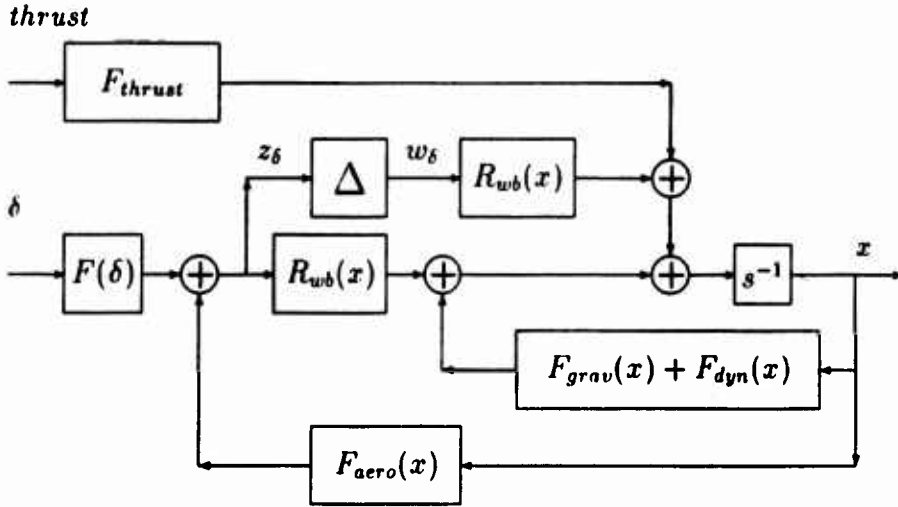 thrust
F_thrust
z_δ
Δ
w_δ
R_wb(x)
+
δ
F(δ)
+
R_wb(x)
+
+
s⁻¹
x
F_grav(x) + F_dyn(x)
F_aero(x)